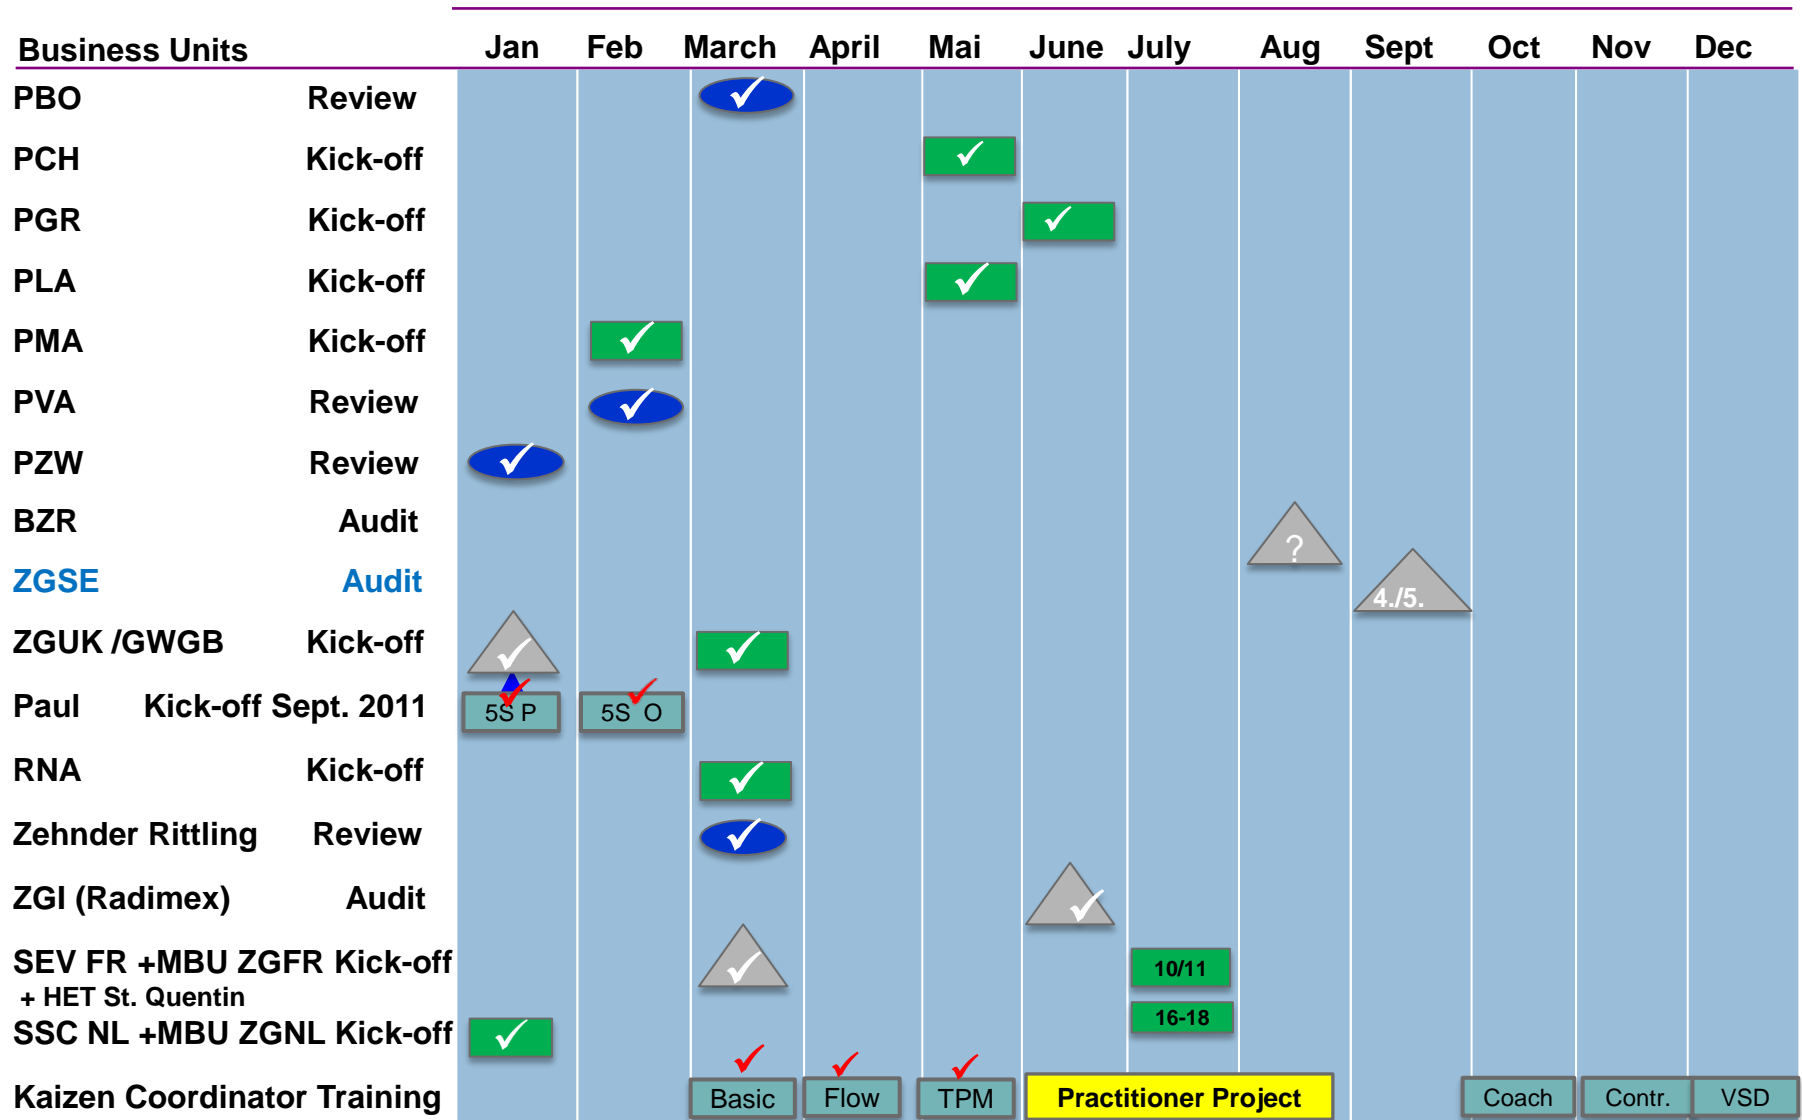 Business Units Jan Feb March April Mai June July Aug Sept Oct Nov Dec
PBO Review
PCH Kick-off
PGR Kick-off
PLA Kick-off
PMA Kick-off
PVA Review
PZW Review
BZR Audit ?
ZGSE Audit 4./5.
ZGUK /GWGB Kick-off
Paul Kick-off Sept. 2011 5S P 5S O
RNA Kick-off
Zehnder Rittling Review
ZGI (Radimex) Audit
SEV FR +MBU ZGFR Kick-off 10/11
+ HET St. Quentin
16-18
SSC NL +MBU ZGNL Kick-off
Kaizen Coordinator Training Basic Flow TPM Practitioner Project Coach Contr. VSD